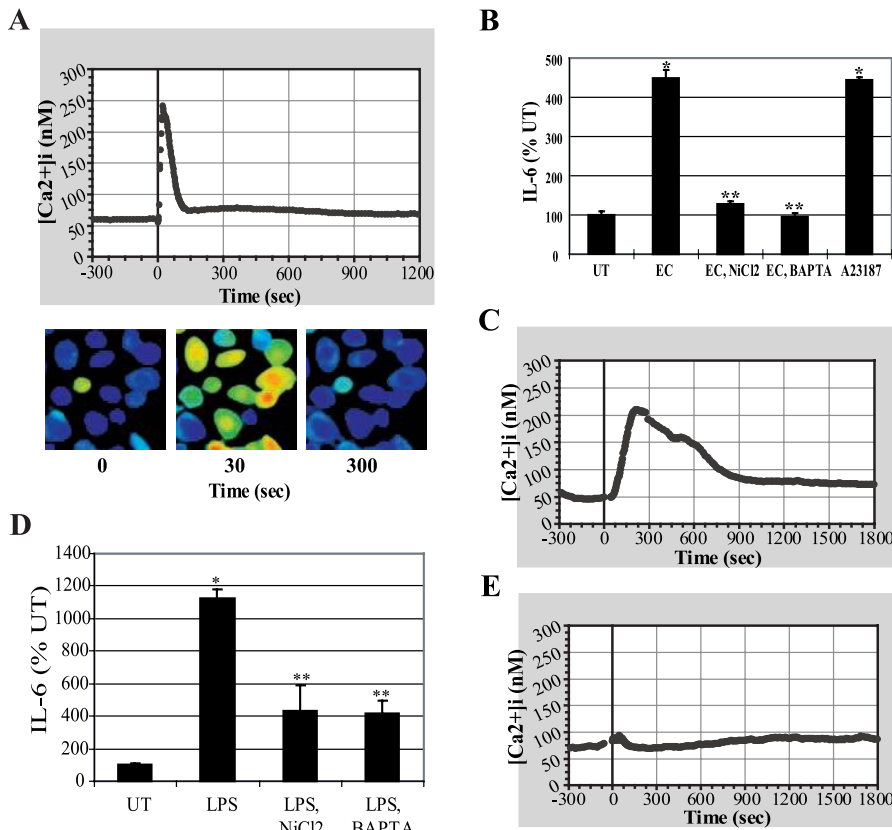 A
[Ca2+]i (nM)
300
250
200
150
100
50
0
-300 0 300 600 900 1200
Time (sec)
0 30 300
Time (sec)
B
IL-6 (% UT)
500
400
300
200
100
0
* ** ** *
UT EC EC, NiCl2 EC, BAPTA A23187
C
[Ca2+]i (nM)
300
250
200
150
100
50
0
-300 0 300 600 900 1200 1500 1800
Time (sec)
D
IL-6 (% UT)
1400
1200
1000
800
600
400
200
0
* ** **
UT LPS LPS, LPS,
NiCl2 BAPTA
E
[Ca2+]i (nM)
300
250
200
150
100
50
0
-300 0 300 600 900 1200 1500 1800
Time (sec)